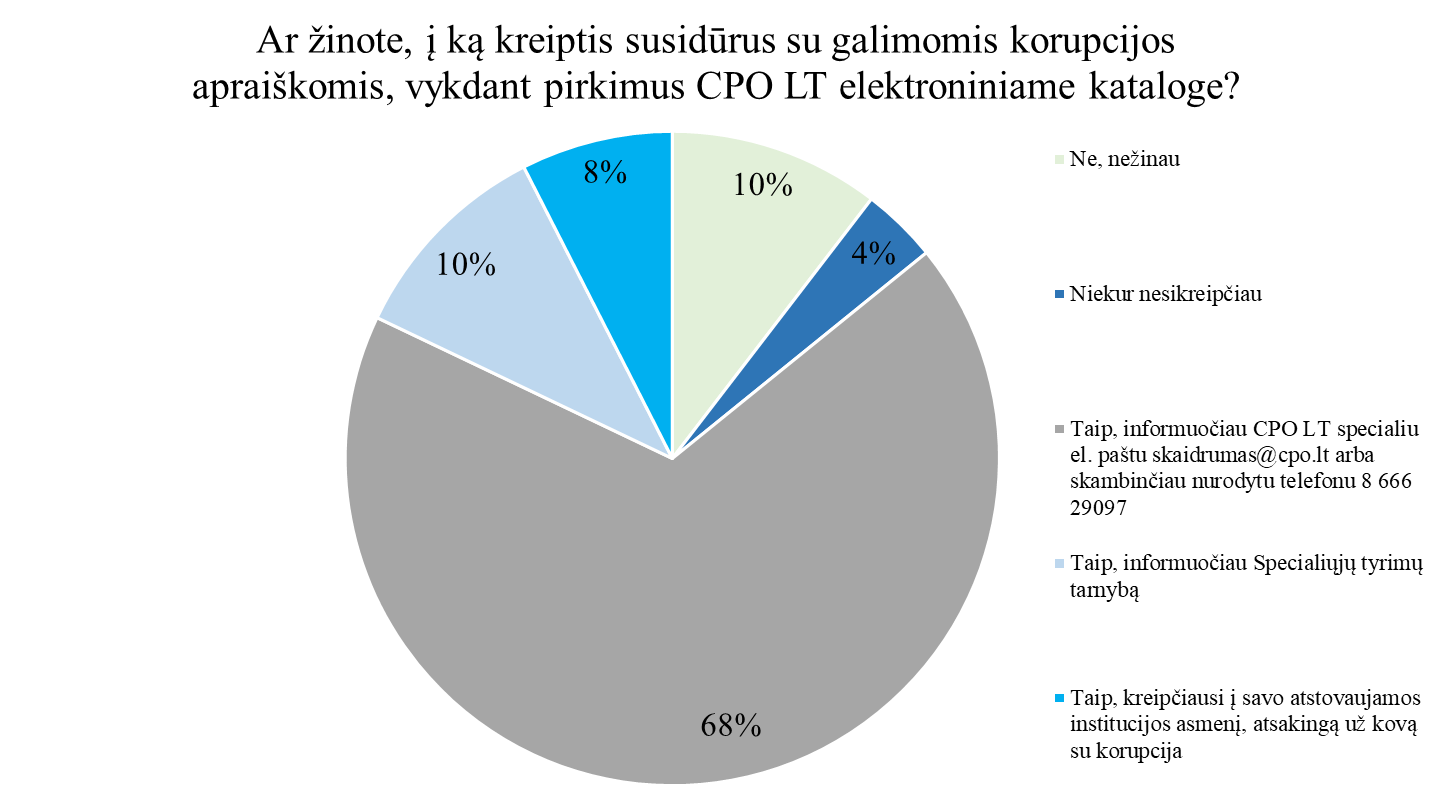 Ar žinote, į ką kreiptis susidūrus su galimomis korupcijos
apraiškomis, vykdant pirkimus CPO LT elektroniniame kataloge?
8%
10%
10%
4%
68%
Ne, nežinau
Niekur nesikreipčiau
Taip, informuočiau CPO LT specialiu
el. paštu skaidrumas@cpo.lt arba
skambinčiau nurodytu telefonu 8 666
29097
Taip, informuočiau Specialiųjų tyrimų
tarnybą
Taip, kreipčiausi į savo atstovaujamos
institucijos asmenį, atsakingą už kovą
su korupcija